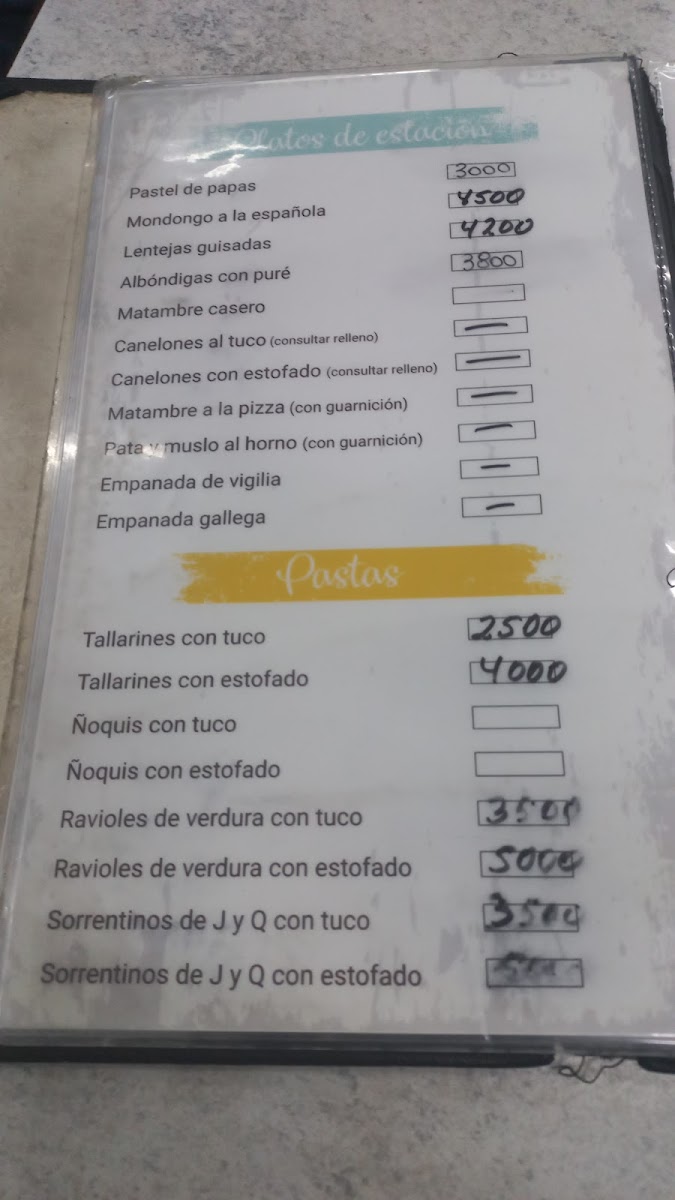 Platos de estación
Pastel de papas 3000
Mondongo a la española 4500
Lentejas guisadas 4200
Albóndigas con puré 3800
Matambre casero
Canelones al tuco (consultar relleno) —
Canelones con estofado (consultar relleno) —
Matambre a la pizza (con guarnición) —
Pata y muslo al horno (con guarnición) —
Empanada de vigilia —
Empanada gallega —
Pastas
Tallarines con tuco 2500
Tallarines con estofado 4000
Ñoquis con tuco
Ñoquis con estofado
Ravioles de verdura con tuco 3500
Ravioles de verdura con estofado 5000
Sorrentinos de J y Q con tuco 3500
Sorrentinos de J y Q con estofado